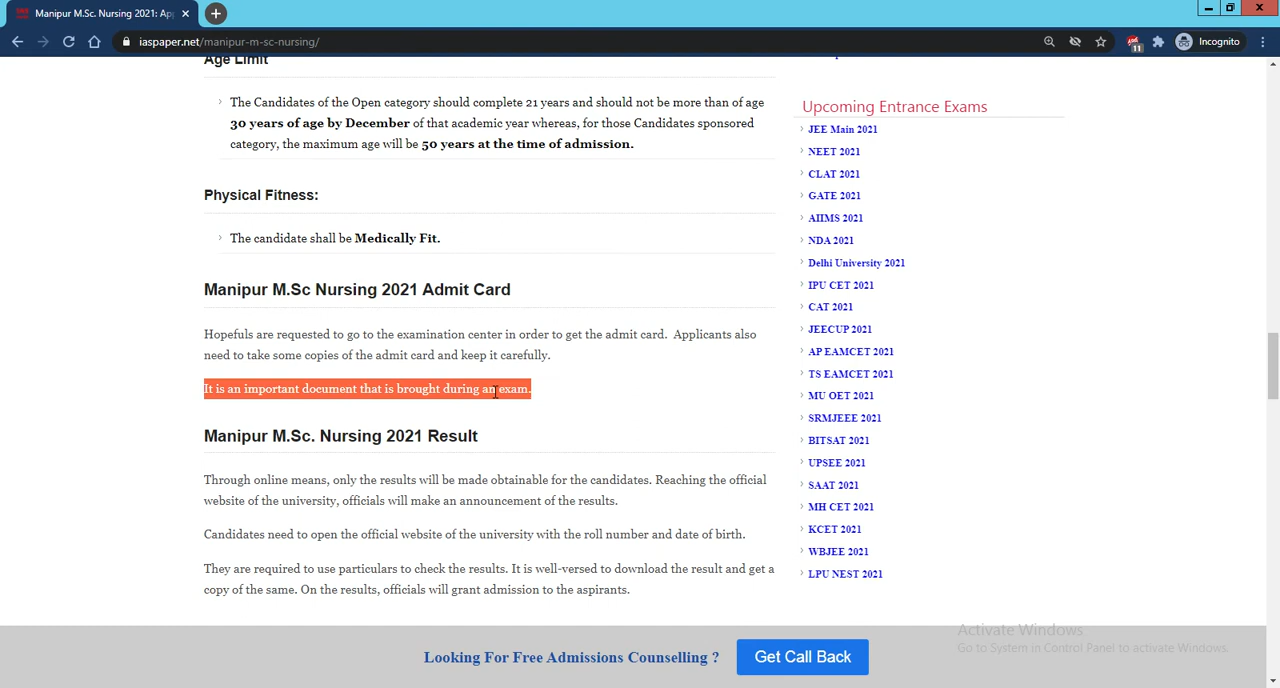 Manipur M.Sc. Nursing 2021: Ap
iaspaper.net/manipur-m-sc-nursing/
11
Incognito
Age Limit
The Candidates of the Open category should complete 21 years and should not be more than of age
30 years of age by December of that academic year whereas, for those Candidates sponsored
category, the maximum age will be 50 years at the time of admission.
Physical Fitness:
The candidate shall be Medically Fit.
Manipur M.Sc Nursing 2021 Admit Card
Hopefuls are requested to go to the examination center in order to get the admit card. Applicants also
need to take some copies of the admit card and keep it carefully.
It is an important document that is brought during an exam.
Manipur M.Sc. Nursing 2021 Result
Through online means, only the results will be made obtainable for the candidates. Reaching the official
website of the university, officials will make an announcement of the results.
Candidates need to open the official website of the university with the roll number and date of birth.
They are required to use particulars to check the results. It is well-versed to download the result and get a
copy of the same. On the results, officials will grant admission to the aspirants.
Upcoming Entrance Exams
JEE Main 2021
NEET 2021
CLAT 2021
GATE 2021
AIIMS 2021
NDA 2021
Delhi University 2021
IPU CET 2021
CAT 2021
JEECUP 2021
AP EAMCET 2021
TS EAMCET 2021
MU OET 2021
SRMJEEE 2021
BITSAT 2021
UPSEE 2021
SAAT 2021
MH CET 2021
KCET 2021
WBJEE 2021
LPU NEST 2021
Activate Windows
Go to System in Control Panel to activate Windows.
Looking For Free Admissions Counselling ?
Get Call Back